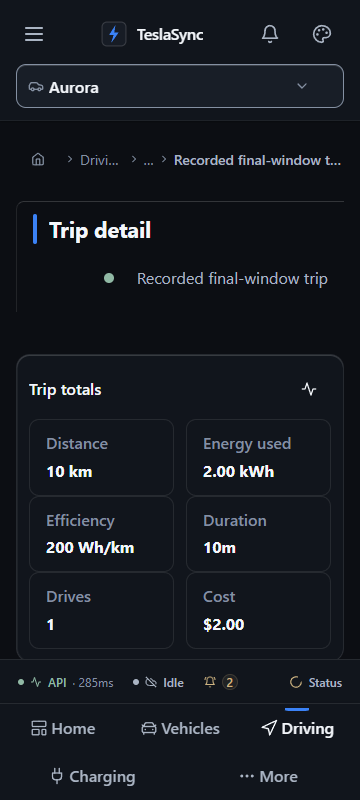 TeslaSync
Aurora
Drivi... ... Recorded final-window t...
Trip detail
Recorded final-window trip
Trip totals
Distance Energy used
10 km 2.00 kWh
Efficiency Duration
200 Wh/km 10m
Drives Cost
1 $2.00
API · 285ms Idle 2 Status
Home Vehicles Driving
Charging More